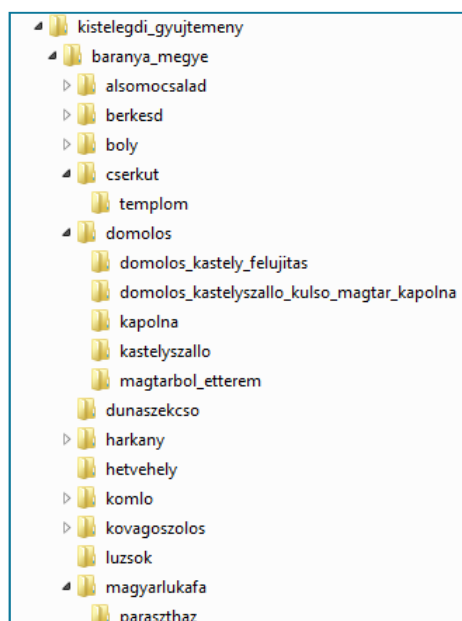 kistelegdi_gyujtemeny
baranya_megye
alsomocsalad
berkesd
boly
cserkut
templom
domolos
domolos_kastely_felujitas
domolos_kastelyszallo_kulso_magtar_kapolna
kapolna
kastelyszallo
magtarbol_etterem
dunaszekcso
harkany
hetvehely
komlo
kovagoszolos
luzsok
magyarlukafa
paraszthaz